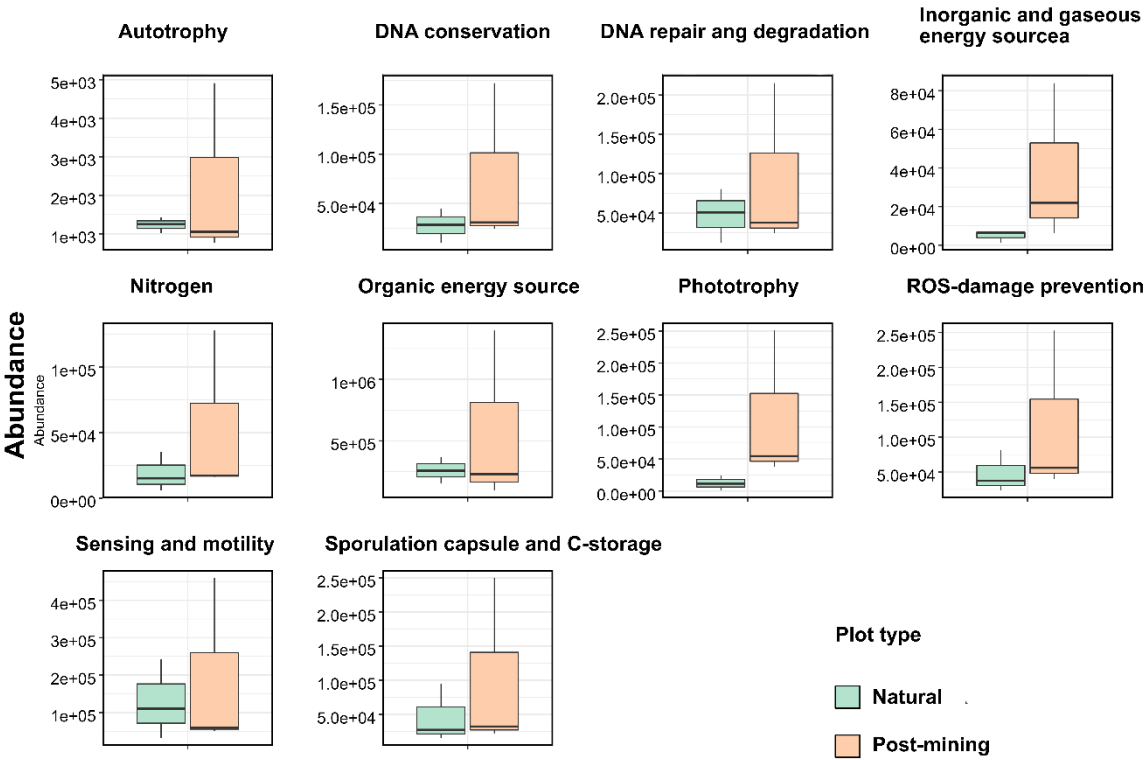 Autotrophy
DNA conservation
DNA repair ang degradation
Inorganic and gaseous
energy sourcea
5e+03
4e+03
3e+03
2e+03
1e+03
1.5e+05
1.0e+05
5.0e+04
2.0e+05
1.5e+05
1.0e+05
5.0e+04
8e+04
6e+04
4e+04
2e+04
0e+00
Nitrogen
Organic energy source
Phototrophy
ROS-damage prevention
Abundance
Abundance
1e+05
5e+04
0e+00
1e+06
5e+05
2.5e+05
2.0e+05
1.5e+05
1.0e+05
5.0e+04
0.0e+00
2.5e+05
2.0e+05
1.5e+05
1.0e+05
5.0e+04
Sensing and motility
Sporulation capsule and C-storage
4e+05
3e+05
2e+05
1e+05
2.5e+05
2.0e+05
1.5e+05
1.0e+05
5.0e+04
Plot type
Natural
Post-mining